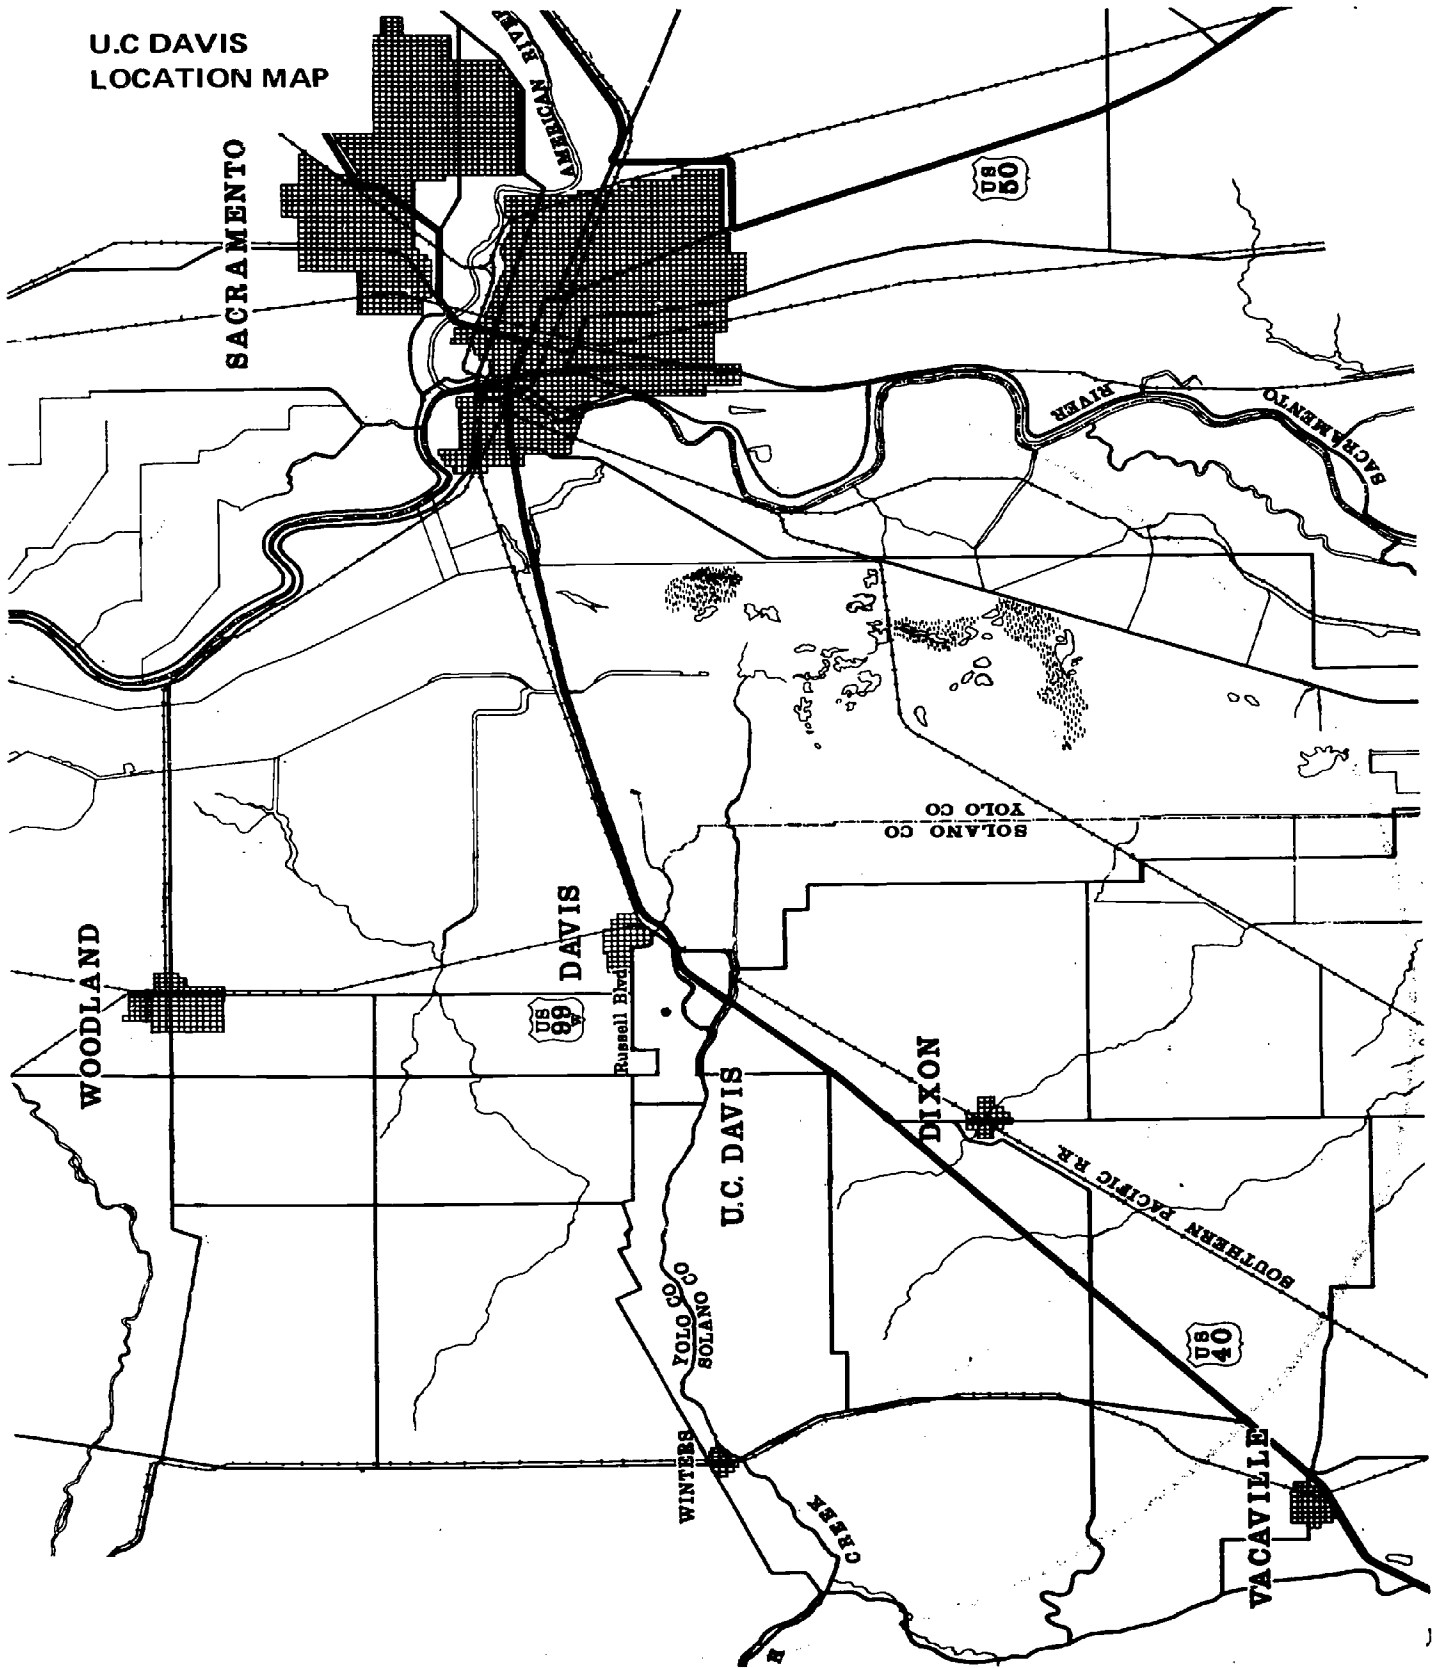 U.C DAVIS
LOCATION MAP
AMERICAN RIVER
SACRAMENTO
US
50
RIVER
SACRAMENTO
YOLO CO
SOLANO CO
WOODLAND
DAVIS
US
99
W
Russell Blvd
U.C. DAVIS
DIXON
SOUTHERN PACIFIC R.R.
YOLO CO
SOLANO CO
US
40
WINTERS
CREEK
VACAVILLE
H